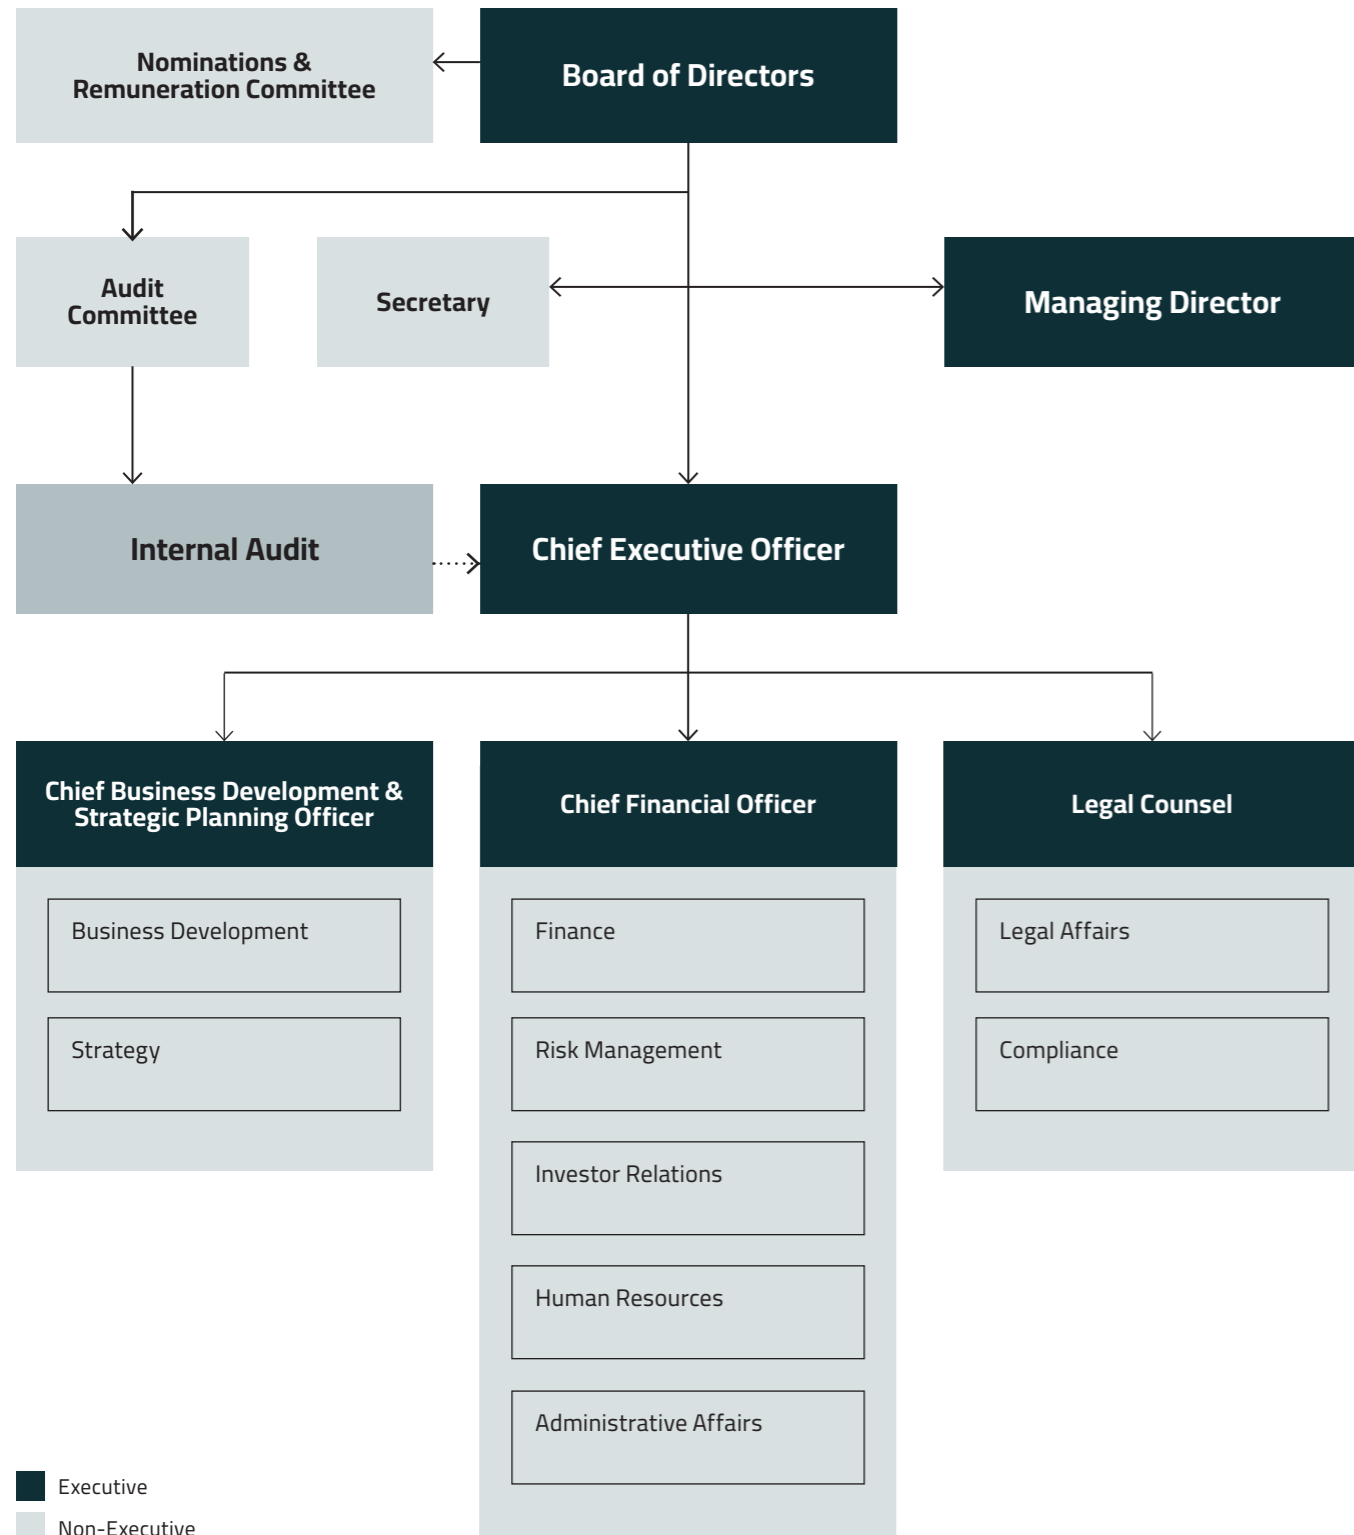 Nominations &
Remuneration Committee
Board of Directors
Audit
Committee
Secretary
Managing Director
Internal Audit
Chief Executive Officer
Chief Business Development &
Strategic Planning Officer
Chief Financial Officer
Legal Counsel
Business Development
Finance
Legal Affairs
Strategy
Risk Management
Compliance
Investor Relations
Human Resources
Administrative Affairs
Executive
Non-Executive